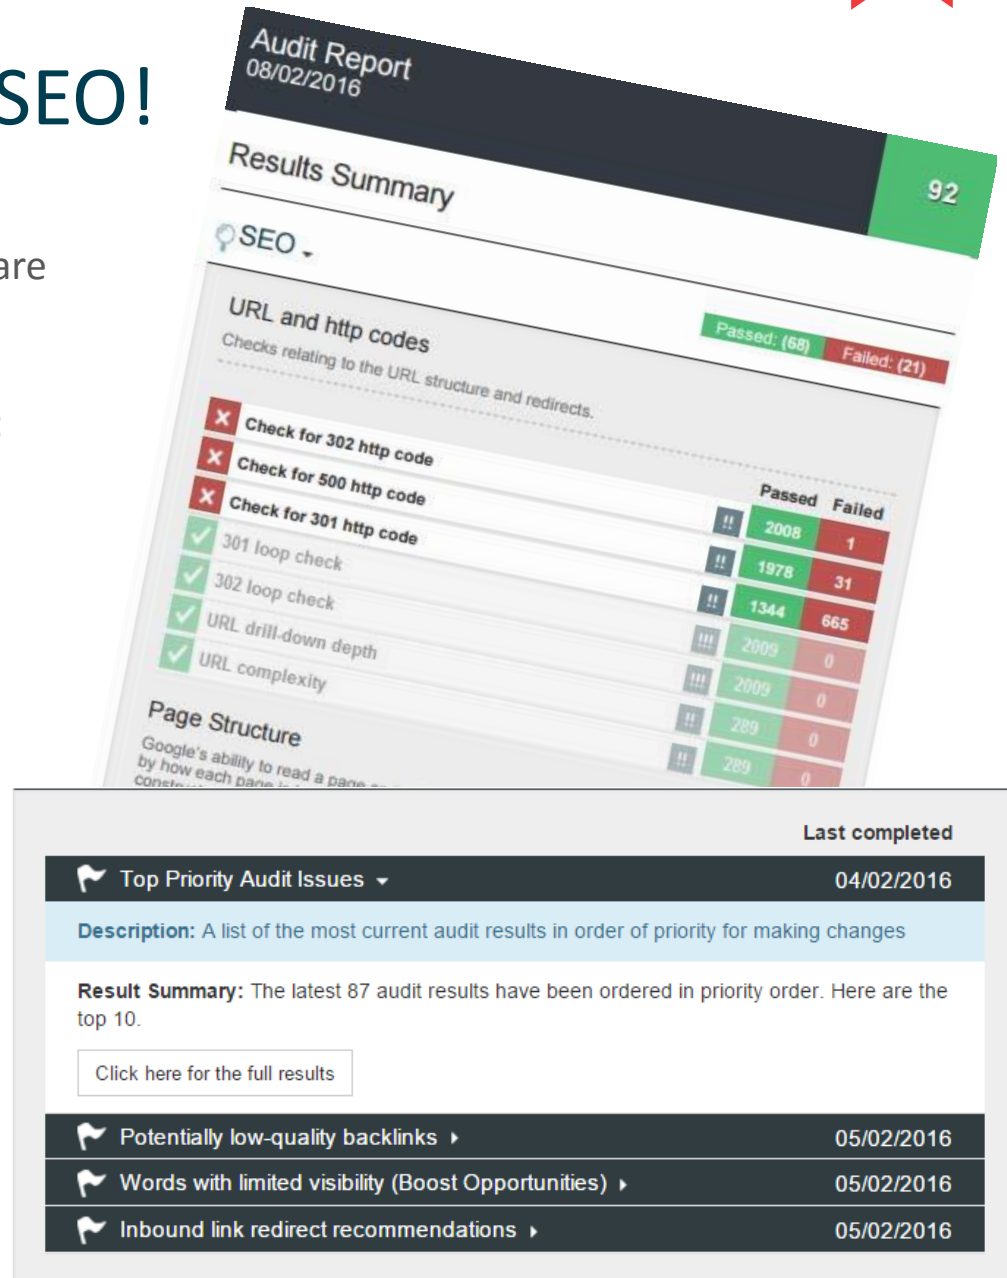 SEO!
are
Audit Report
08/02/2016
92
Results Summary
SEO
Passed: (68) Failed: (21)
URL and http codes
Checks relating to the URL structure and redirects.
Passed Failed
Check for 302 http code !! 2008 1
Check for 500 http code !! 1978 31
Check for 301 http code !! 1344 665
301 loop check !!! 2009 0
302 loop check !!! 2009 0
URL drill-down depth !! 289 0
URL complexity !! 289 0
Page Structure
Google's ability to read a page
by how each page is
Last completed
Top Priority Audit Issues 04/02/2016
Description: A list of the most current audit results in order of priority for making changes
Result Summary: The latest 87 audit results have been ordered in priority order. Here are the
top 10.
Click here for the full results
Potentially low-quality backlinks 05/02/2016
Words with limited visibility (Boost Opportunities) 05/02/2016
Inbound link redirect recommendations 05/02/2016